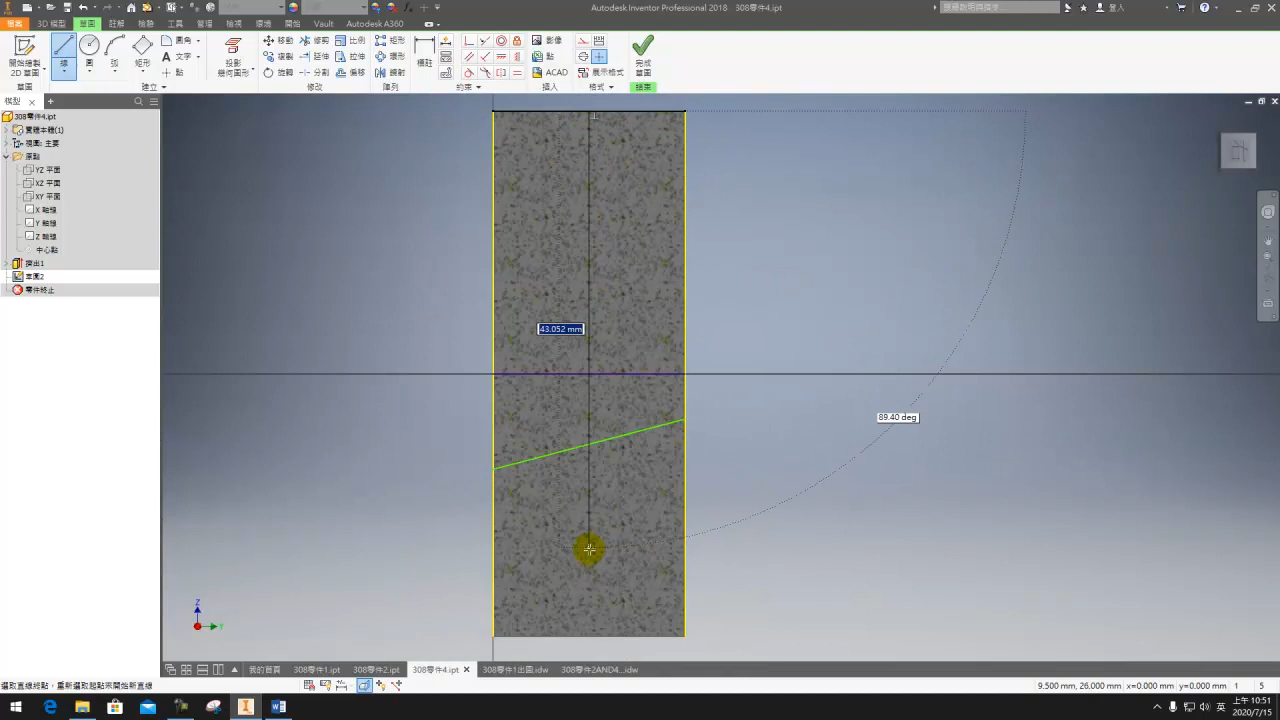 Autodesk Inventor Professional 2018 308零件4.ipt
登入
檔案 3D 模型 草圖 註解 檢驗 工具 管理 檢視 環境 開始 Vault Autodesk A360
開始繪製
2D 草圖
線
圓
弧
矩形
圓角
文字
點
投影
幾何圖形
移動 修剪 比例
複製 延伸 拉伸
旋轉 分割 偏移
矩形
環形
鏡射
標註
影像
點
ACAD
展示格式
完成
草圖
草圖 建立 修改 陣列 約束 插入 格式 結束
模型
308零件4.ipt
實體本體(1)
視圖: 主要
原點
YZ 平面
XZ 平面
XY 平面
X 軸線
Y 軸線
Z 軸線
中心點
擠出1
草圖2
零件終止
43.052 mm
89.40 deg
Z
Y
我的首頁 308零件1.ipt 308零件2.ipt 308零件4.ipt 308零件1出圖.idw 308零件2AND4...idw
選取直線終點，重新選取起點來開始新直線
9.500 mm, 26.000 mm x=0.000 mm y=0.000 mm 1 5
上午 10:51
2020/7/15